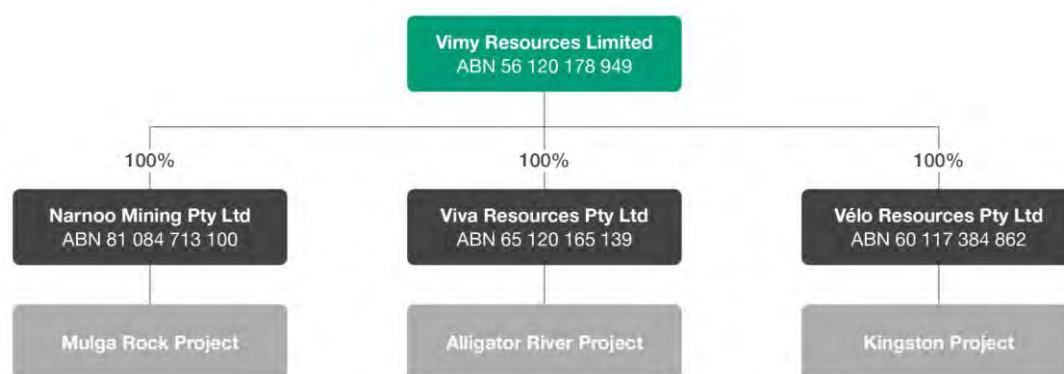 Vimy Resources Limited
ABN 56 120 178 949
100%
100%
100%
Narnoo Mining Pty Ltd
ABN 81 084 713 100
Viva Resources Pty Ltd
ABN 65 120 165 139
Vélo Resources Pty Ltd
ABN 60 117 384 862
Mulga Rock Project
Alligator River Project
Kingston Project